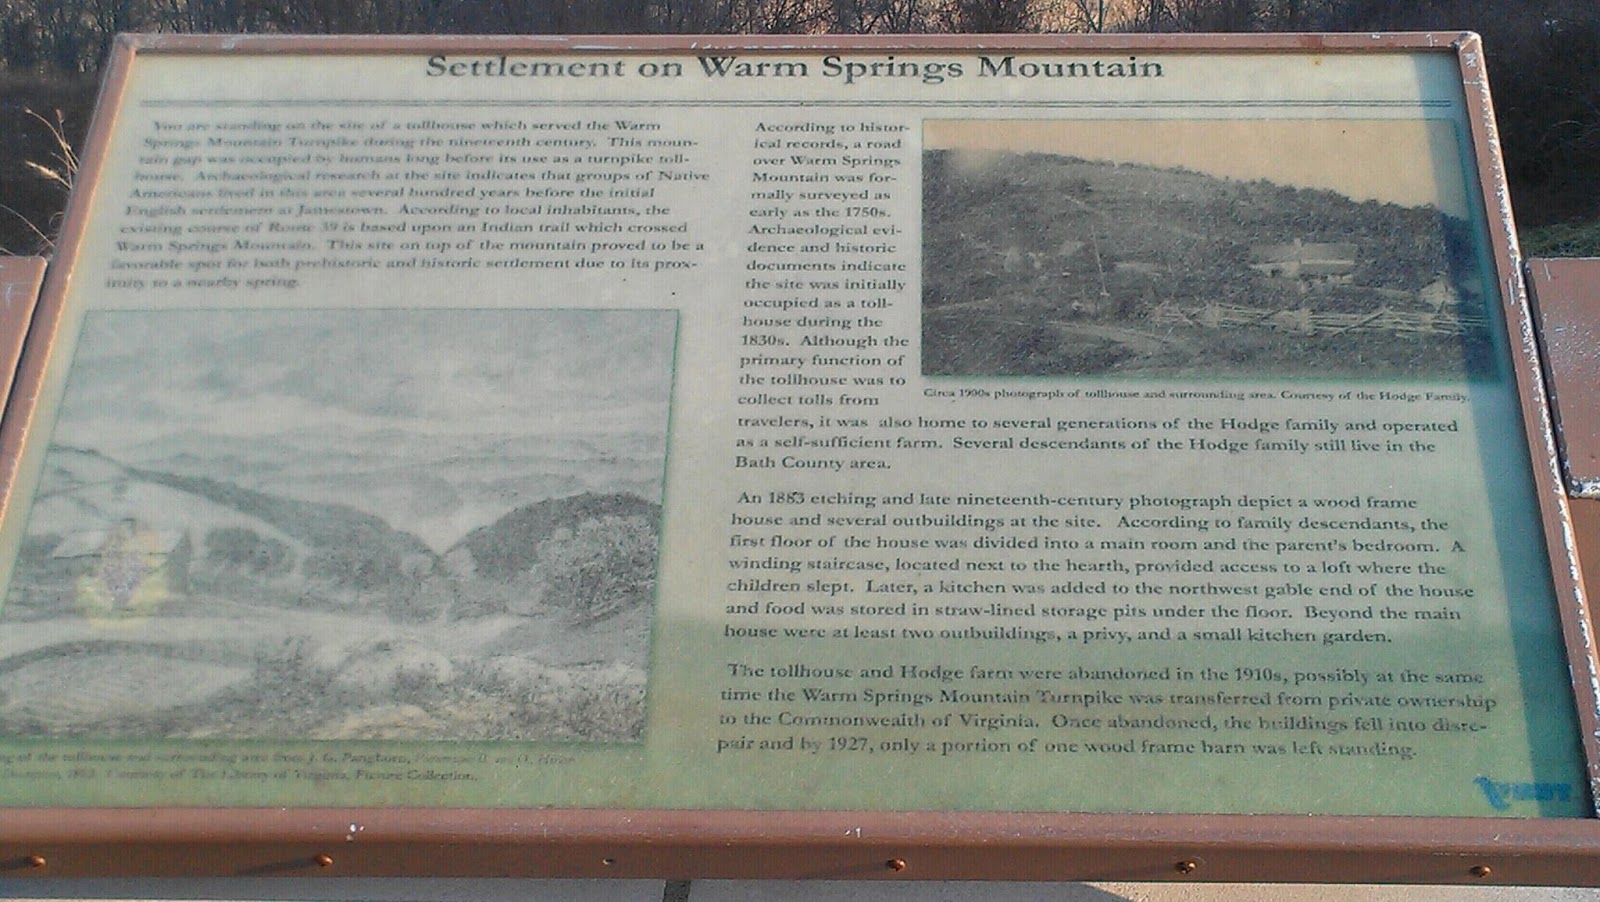 Settlement on Warm Springs Mountain
You are standing on the site of a tollhouse which served the Warm
Springs Mountain Turnpike during the nineteenth century. This moun-
tain gap was occupied by humans long before its use as a turnpike toll-
house. Archaeological research at the site indicates that groups of Native
Americans lived in this area several hundred years before the initial
English settlement at Jamestown. According to local inhabitants, the
existing course of Route 39 is based upon an Indian trail which crossed
Warm Springs Mountain. This site on top of the mountain proved to be a
favorable spot for both prehistoric and historic settlement due to its prox-
imity to a nearby spring.
of the tollhouse and surrounding area from J. G. Pangborn,
Courtesy of The Library of Virginia, Picture Collection.
According to histor-
ical records, a road
over Warm Springs
Mountain was for-
mally surveyed as
early as the 1750s.
Archaeological evi-
dence and historic
documents indicate
the site was initially
occupied as a toll-
house during the
1830s. Although the
primary function of
the tollhouse was to
collect tolls from
travelers, it was also home to several generations of the Hodge family and operated
as a self-sufficient farm. Several descendants of the Hodge family still live in the
Bath County area.
Circa 1900s photograph of tollhouse and surrounding area. Courtesy of the Hodge Family.
An 1883 etching and late nineteenth-century photograph depict a wood frame
house and several outbuildings at the site. According to family descendants, the
first floor of the house was divided into a main room and the parent's bedroom. A
winding staircase, located next to the hearth, provided access to a loft where the
children slept. Later, a kitchen was added to the northwest gable end of the house
and food was stored in straw-lined storage pits under the floor. Beyond the main
house were at least two outbuildings, a privy, and a small kitchen garden.
The tollhouse and Hodge farm were abandoned in the 1910s, possibly at the same
time the Warm Springs Mountain Turnpike was transferred from private ownership
to the Commonwealth of Virginia. Once abandoned, the buildings fell into disre-
pair and by 1927, only a portion of one wood frame barn was left standing.
VDOT